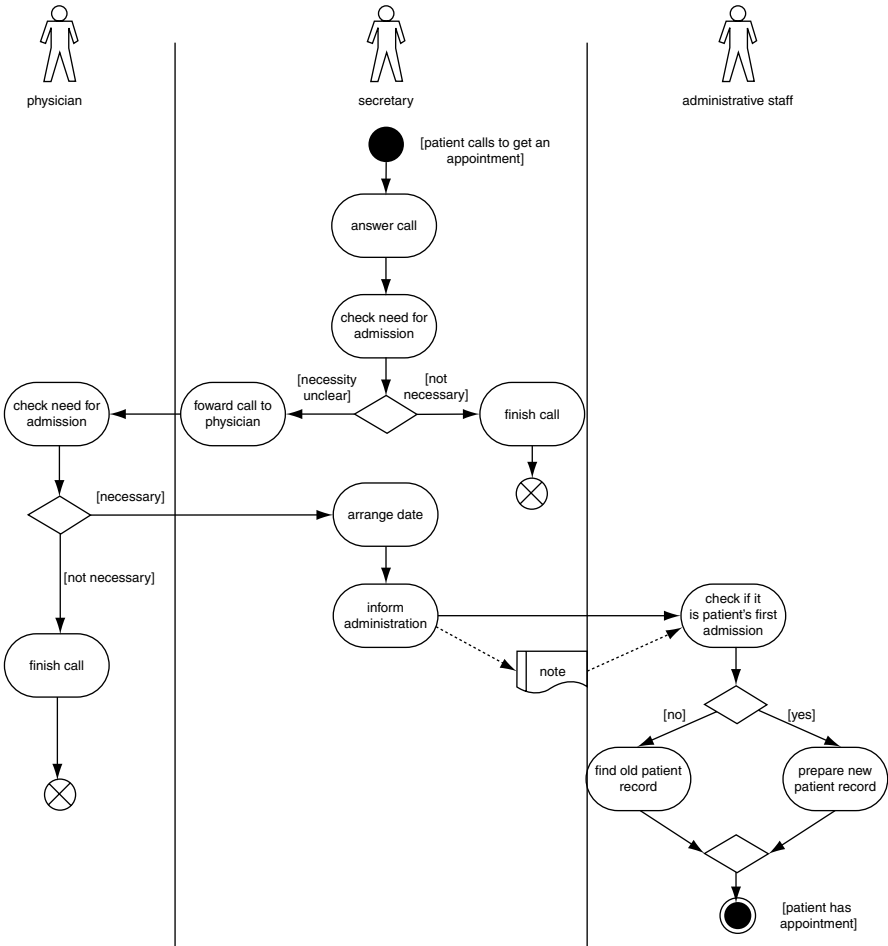 physician
secretary
administrative staff
[patient calls to get an
appointment]
answer call
check need for
admission
[necessity
unclear]
[not
necessary]
check need for
admission
foward call to
physician
finish call
[necessary]
arrange date
[not necessary]
inform
administration
check if it
is patient's first
admission
finish call
note
[no]
[yes]
find old patient
record
prepare new
patient record
[patient has
appointment]